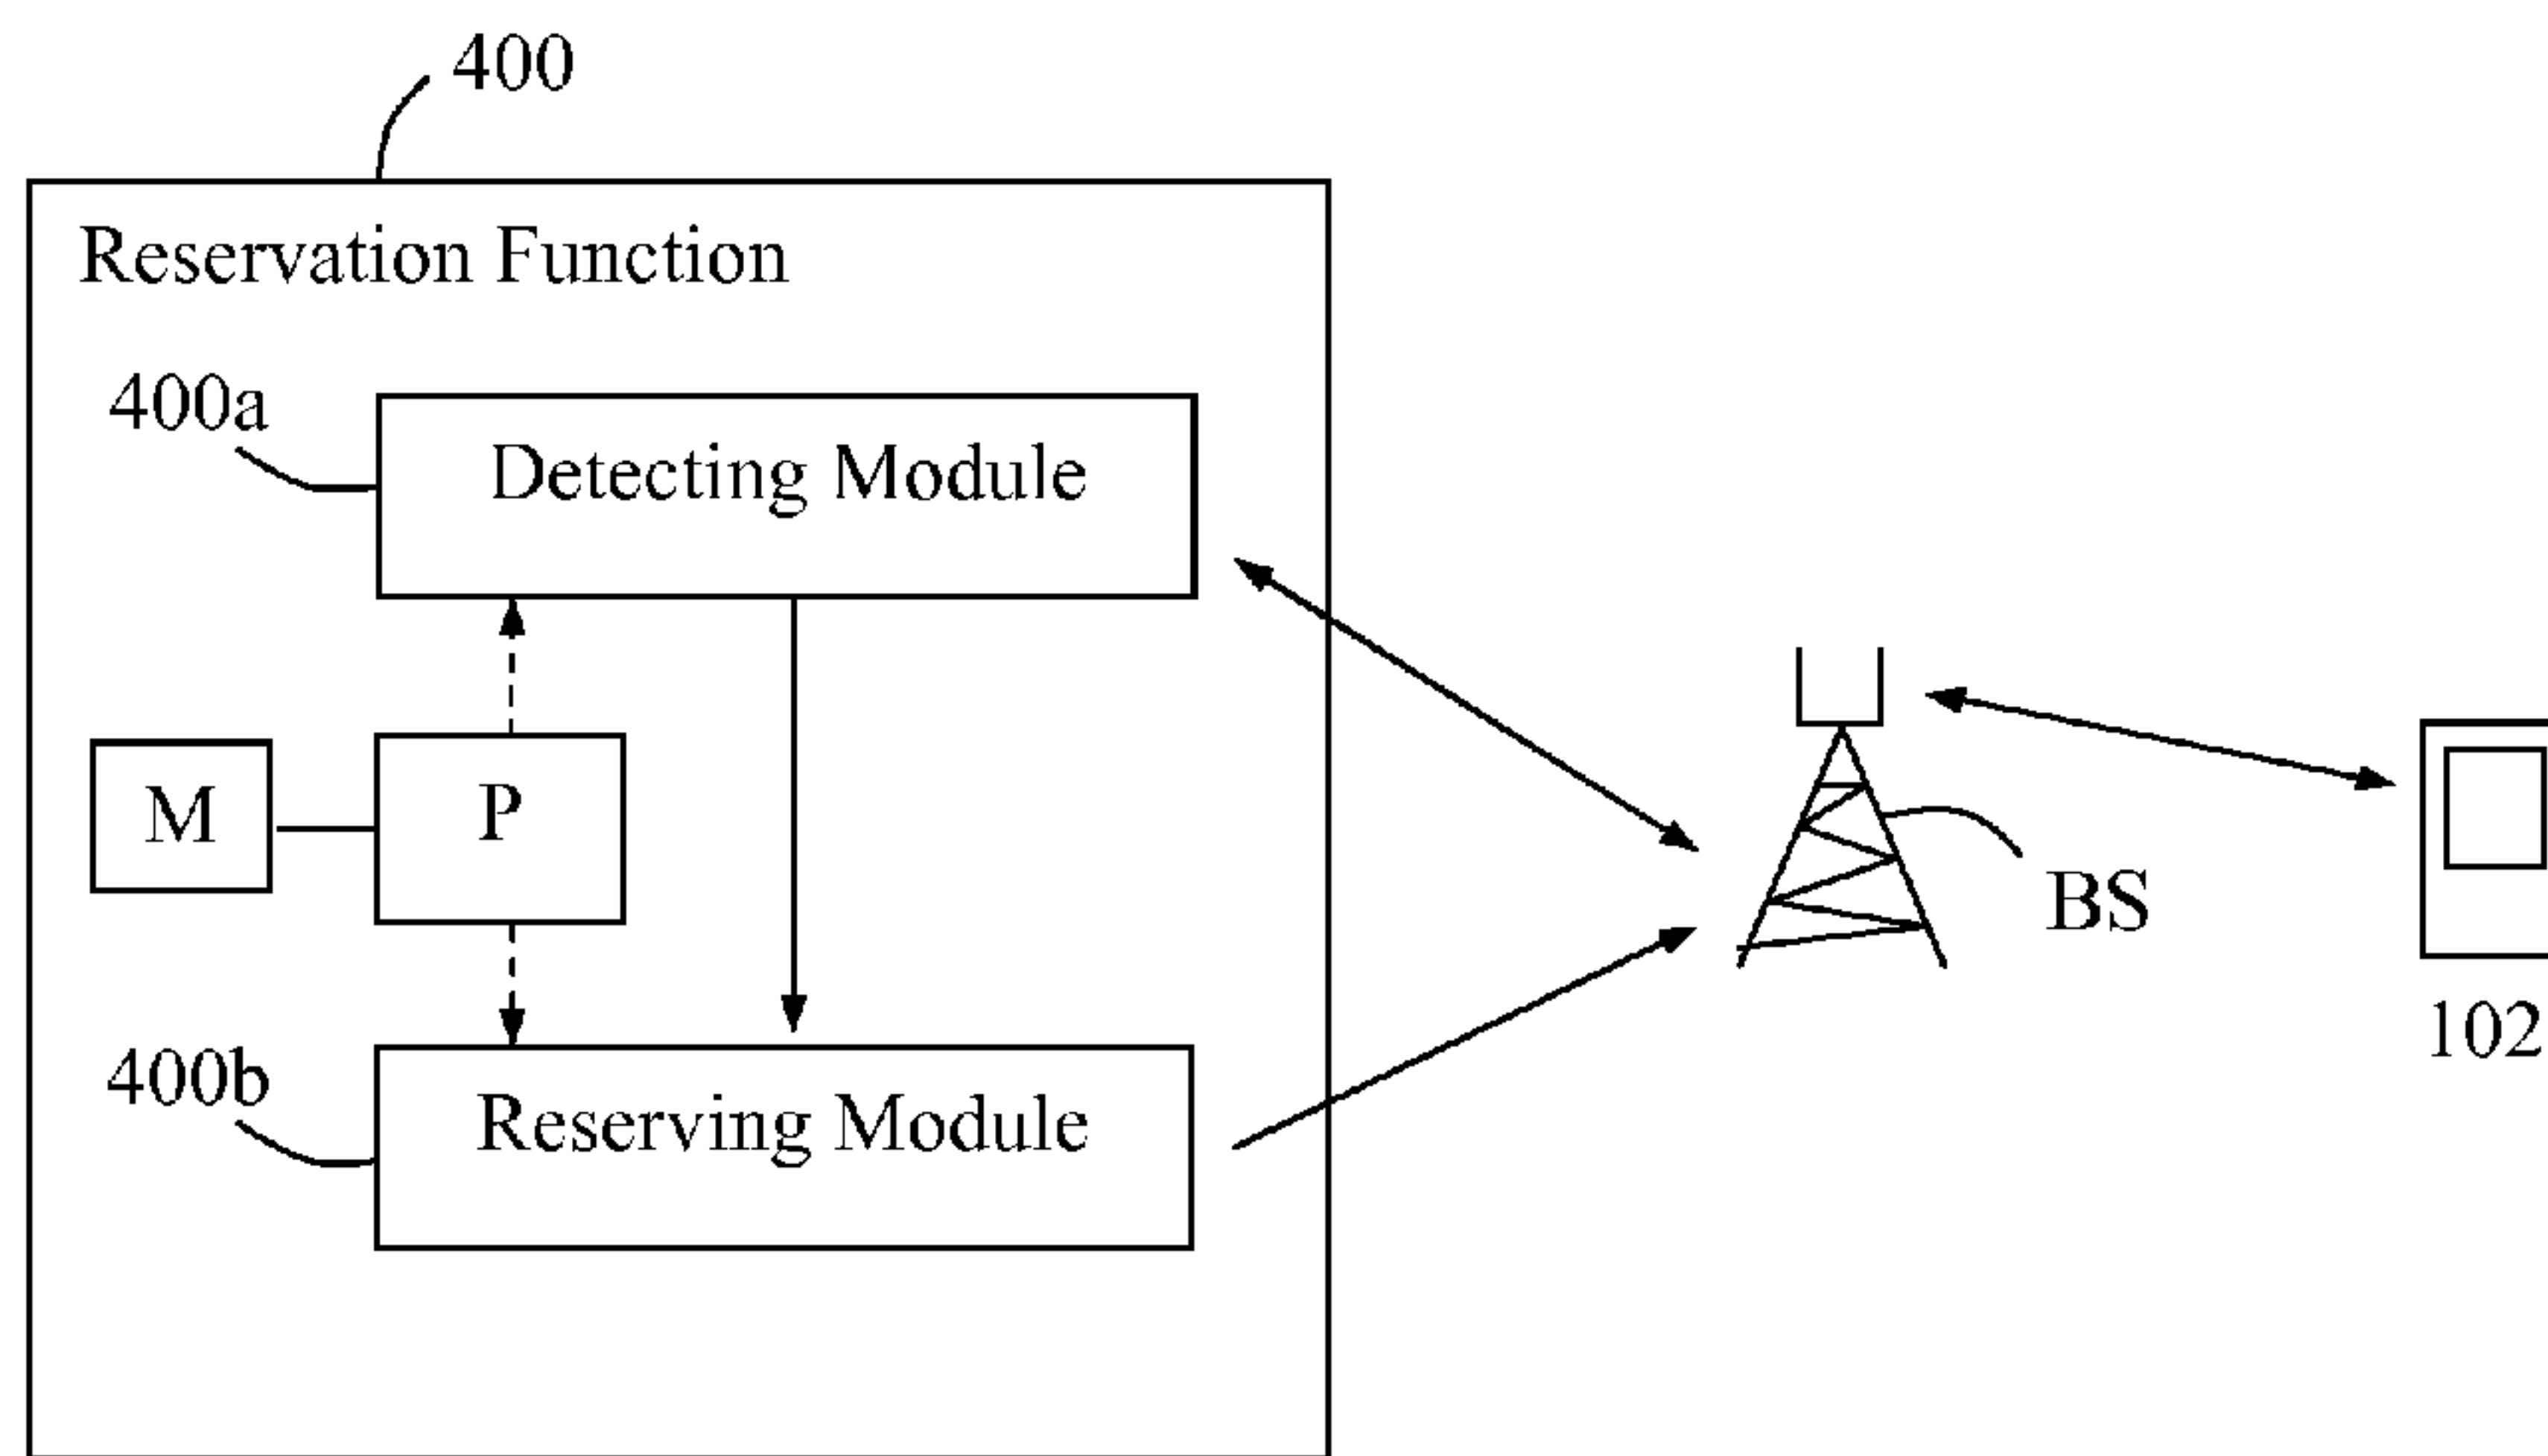 400
Reservation Function
400a
Detecting Module
M
P
BS
102
400b
Reserving Module